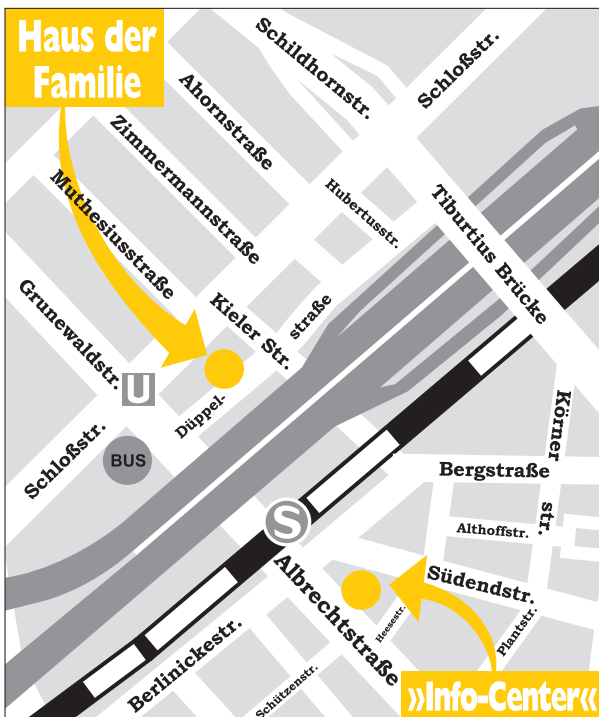 Haus der
Familie
Schildhornstr.
Schloßstr.
Ahornstraße
Zimmermannstraße
Hubertusstr.
Tiburtius Brücke
Muthesiusstraße
Grunewaldstr.
Kieler Str.
Düppel-
straße
U
Schloßstr.
BUS
Körner
str.
Bergstraße
S
Althoffstr.
Albrechtstraße
Südendstr.
Heesestr.
Plantstr.
Berlinickestr.
Schützenstr.
»Info-Center«